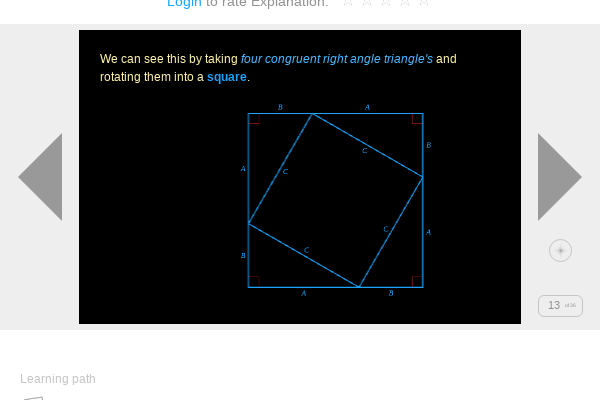 Login to rate Explanation:
We can see this by taking four congruent right angle triangle's and
rotating them into a square.
B A
B
C
A C
C A
B C
A B
13 of 26
Learning path